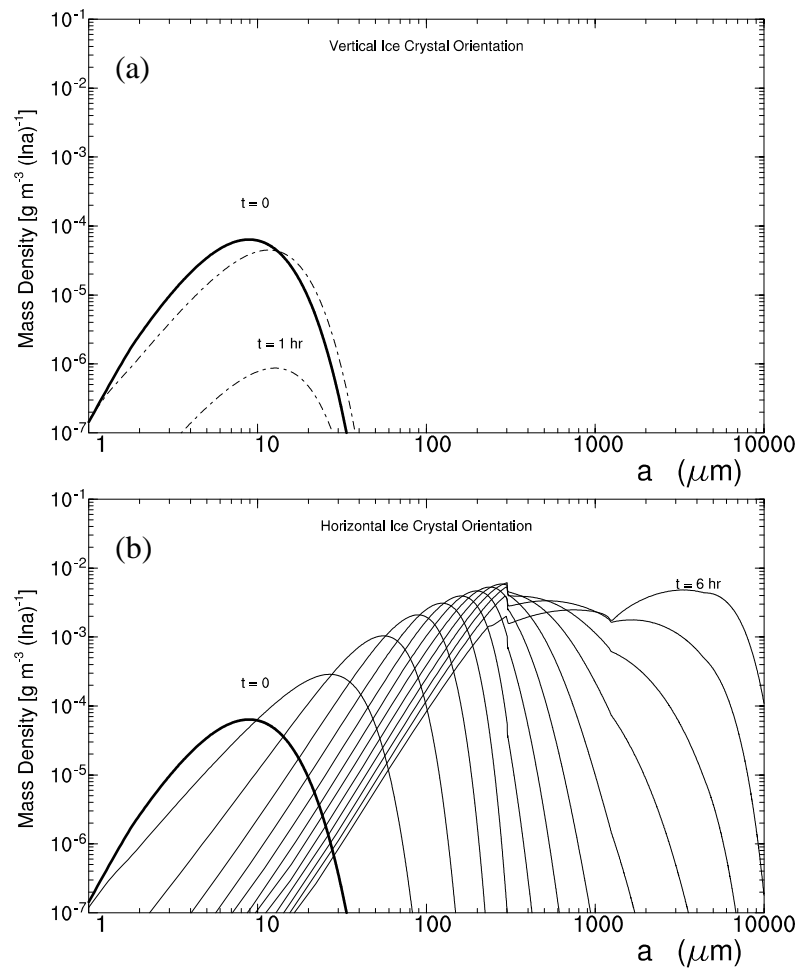 10⁻¹
Vertical Ice Crystal Orientation
(a)
10⁻²
10⁻³
t = 0
10⁻⁴
10⁻⁵
t = 1 hr
10⁻⁶
10⁻⁷
Mass Density [g m⁻³ (lna)⁻¹]
1 10 100 1000 10000
a (μm)
10⁻¹
Horizontal Ice Crystal Orientation
(b)
10⁻²
t = 6 hr
10⁻³
t = 0
10⁻⁴
10⁻⁵
10⁻⁶
10⁻⁷
Mass Density [g m⁻³ (lna)⁻¹]
1 10 100 1000 10000
a (μm)